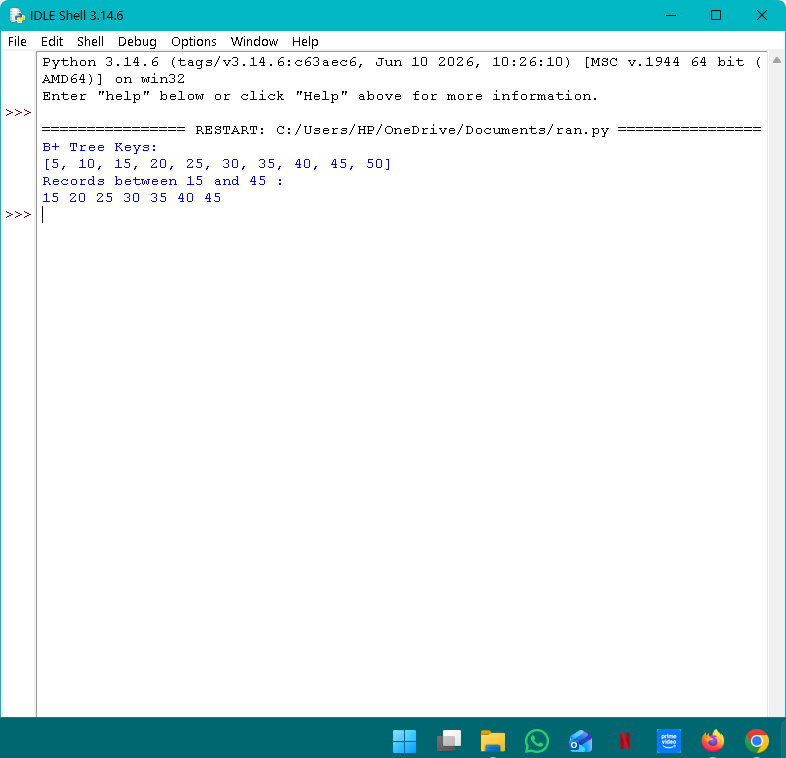 IDLE Shell 3.14.6
File Edit Shell Debug Options Window Help
Python 3.14.6 (tags/v3.14.6:c63aec6, Jun 10 2026, 10:26:10) [MSC v.1944 64 bit (
AMD64)] on win32
Enter "help" below or click "Help" above for more information.
>>>
================ RESTART: C:/Users/HP/OneDrive/Documents/ran.py ================
B+ Tree Keys:
[5, 10, 15, 20, 25, 30, 35, 40, 45, 50]
Records between 15 and 45 :
15 20 25 30 35 40 45
>>>
prime video